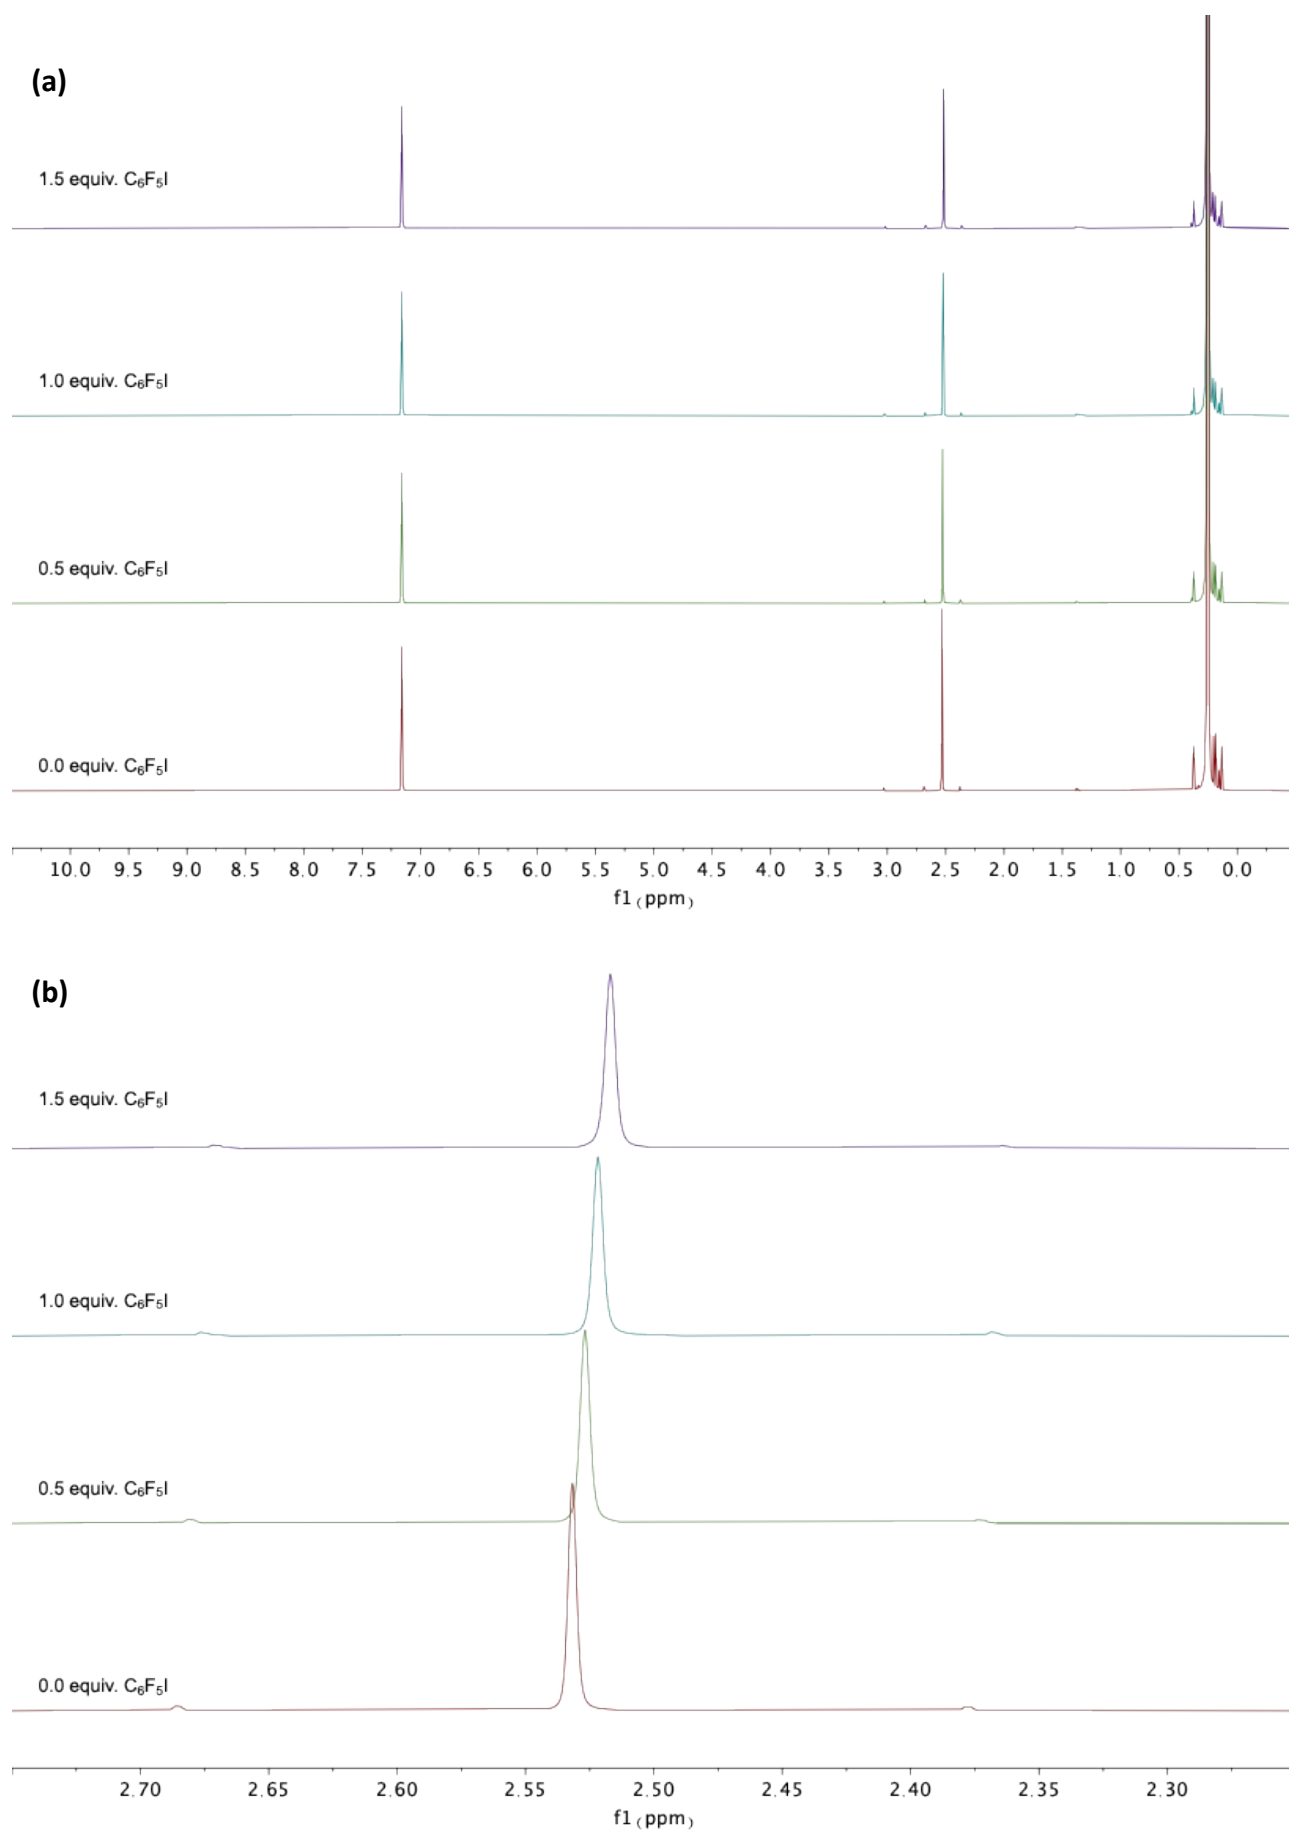 (a)
1.5 equiv. C₆F₅I
1.0 equiv. C₆F₅I
0.5 equiv. C₆F₅I
0.0 equiv. C₆F₅I
10.0 9.5 9.0 8.5 8.0 7.5 7.0 6.5 6.0 5.5 5.0 4.5 4.0 3.5 3.0 2.5 2.0 1.5 1.0 0.5 0.0
f1 (ppm)
(b)
1.5 equiv. C₆F₅I
1.0 equiv. C₆F₅I
0.5 equiv. C₆F₅I
0.0 equiv. C₆F₅I
2.70 2.65 2.60 2.55 2.50 2.45 2.40 2.35 2.30
f1 (ppm)